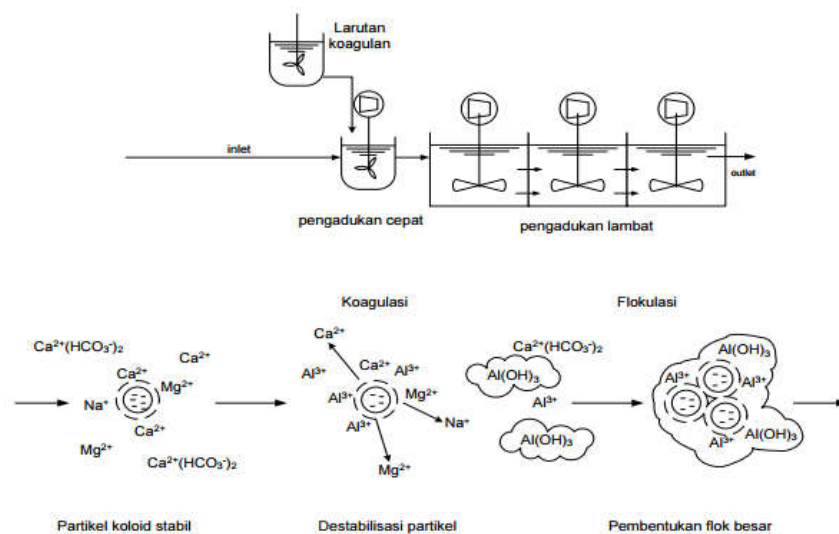 Larutan
koagulan
inlet
outlet
pengadukan cepat
pengadukan lambat
Koagulasi
Flokulasi
Ca²⁺(HCO₃⁻)₂
Ca²⁺
Ca²⁺
Mg²⁺
Na⁺
Ca²⁺
Mg²⁺
Ca²⁺(HCO₃⁻)₂
Ca²⁺
Al³⁺
Ca²⁺
Al³⁺
Al³⁺
Mg²⁺
Al³⁺
Na⁺
Mg²⁺
Ca²⁺(HCO₃⁻)₂
Al(OH)₃
Al³⁺
Al(OH)₃
Al(OH)₃
Al³⁺
Al³⁺
Al³⁺
Al(OH)₃
Partikel koloid stabil
Destabilisasi partikel
Pembentukan flok besar